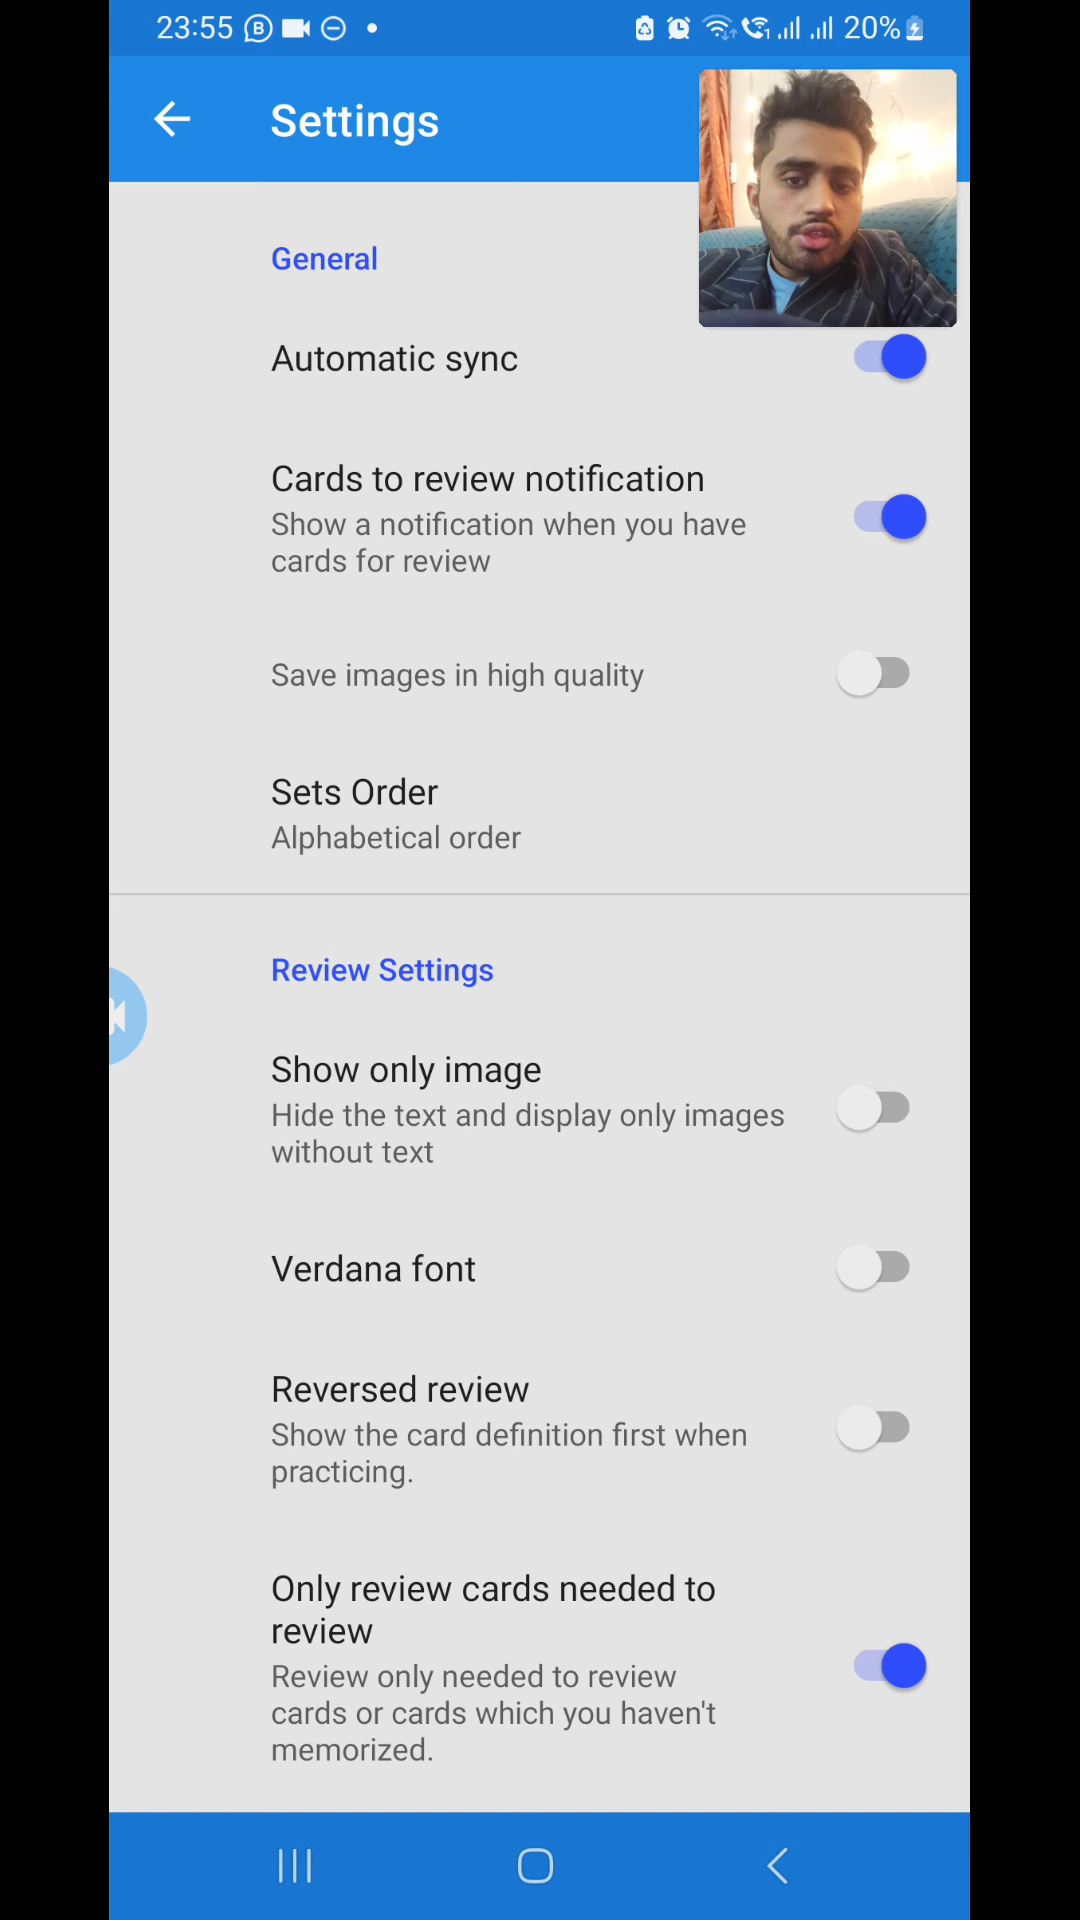 23:55
20%
Settings
General
Automatic sync
Cards to review notification
Show a notification when you have
cards for review
Save images in high quality
Sets Order
Alphabetical order
Review Settings
Show only image
Hide the text and display only images
without text
Verdana font
Reversed review
Show the card definition first when
practicing.
Only review cards needed to
review
Review only needed to review
cards or cards which you haven't
memorized.